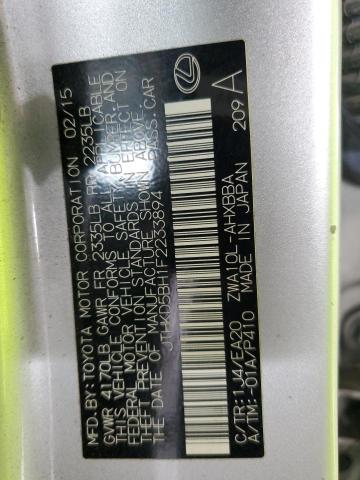 MFD.BY:TOYOTA MOTOR CORPORATION 02/15
GVWR 4170LB GAWR FR 2335LB RR 2235LB
THIS VEHICLE CONFORMS TO ALL APPLICABLE
FEDERAL MOTOR VEHICLE SAFETY, BUMPER, AND
THEFT PREVENTION STANDARDS IN EFFECT ON
THE DATE OF MANUFACTURE SHOWN ABOVE.
PASS.CAR
C/TR:1J4/EA20 ZWA10L-AHXBBA
A/TM:-01A/P410 MADE IN JAPAN 209 A